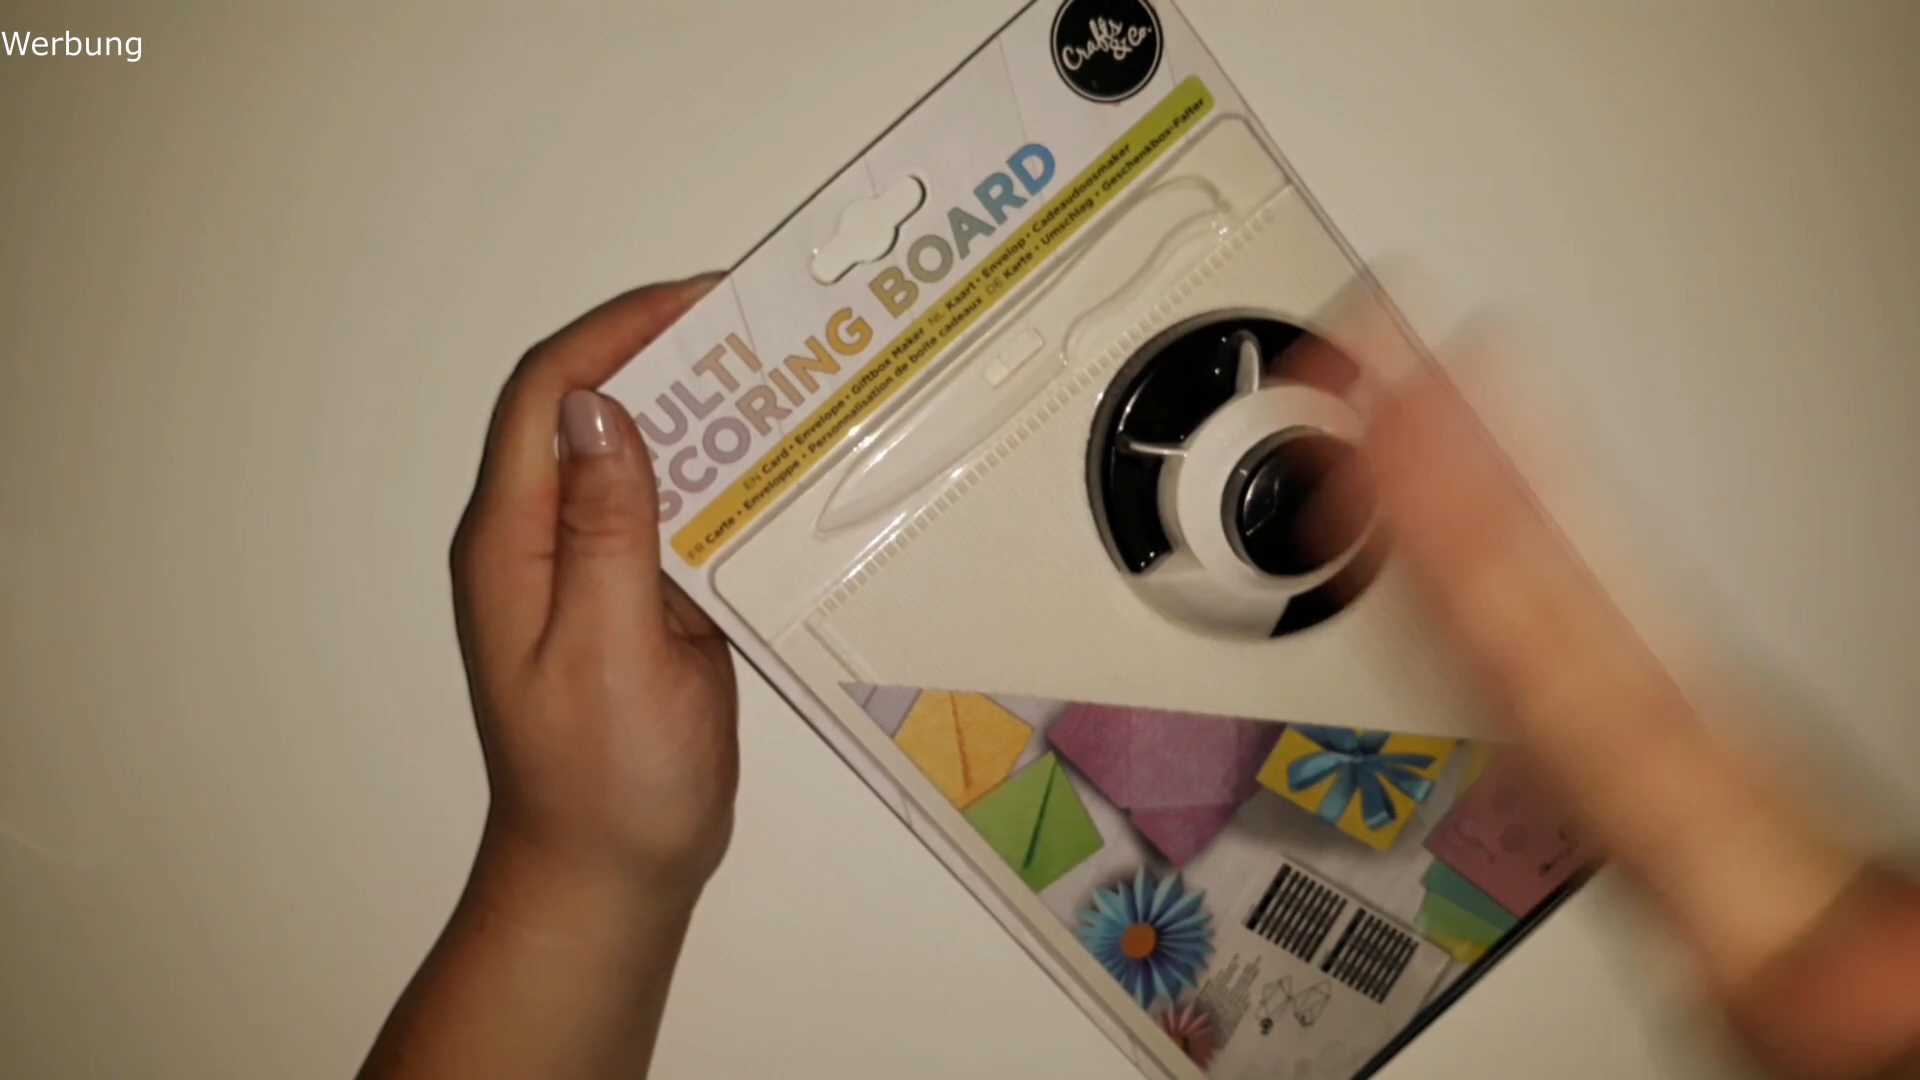 Werbung
Crafts
&Co.
MULTI
SCORING BOARD
EN Card • Envelope • Giftbox Maker NL Kaart • Envelop • Cadeaudoosmaker
FR Carte • Enveloppe • Personnalisation de boîte cadeaux DE Karte • Umschlag • Geschenkbox-Falter